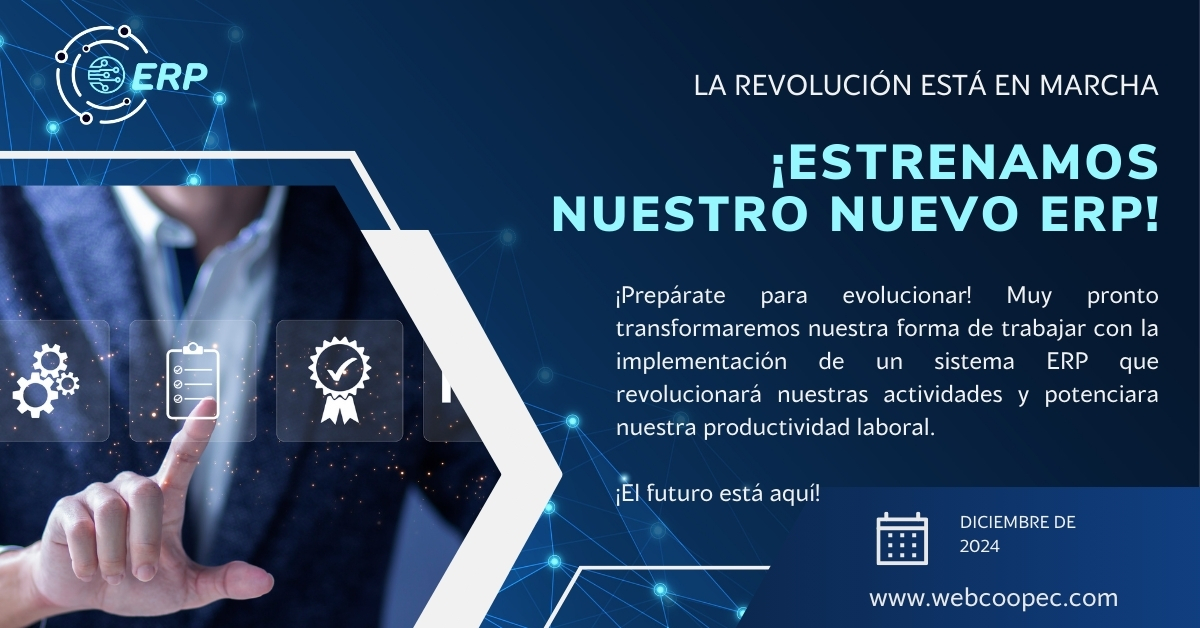 ERP
LA REVOLUCIÓN ESTÁ EN MARCHA
¡ESTRENAMOS
NUESTRO NUEVO ERP!
¡Prepárate para evolucionar! Muy pronto
transformaremos nuestra forma de trabajar con la
implementación de un sistema ERP que
revolucionará nuestras actividades y potenciara
nuestra productividad laboral.
¡El futuro está aquí!
DICIEMBRE DE
2024
www.webcoopec.com